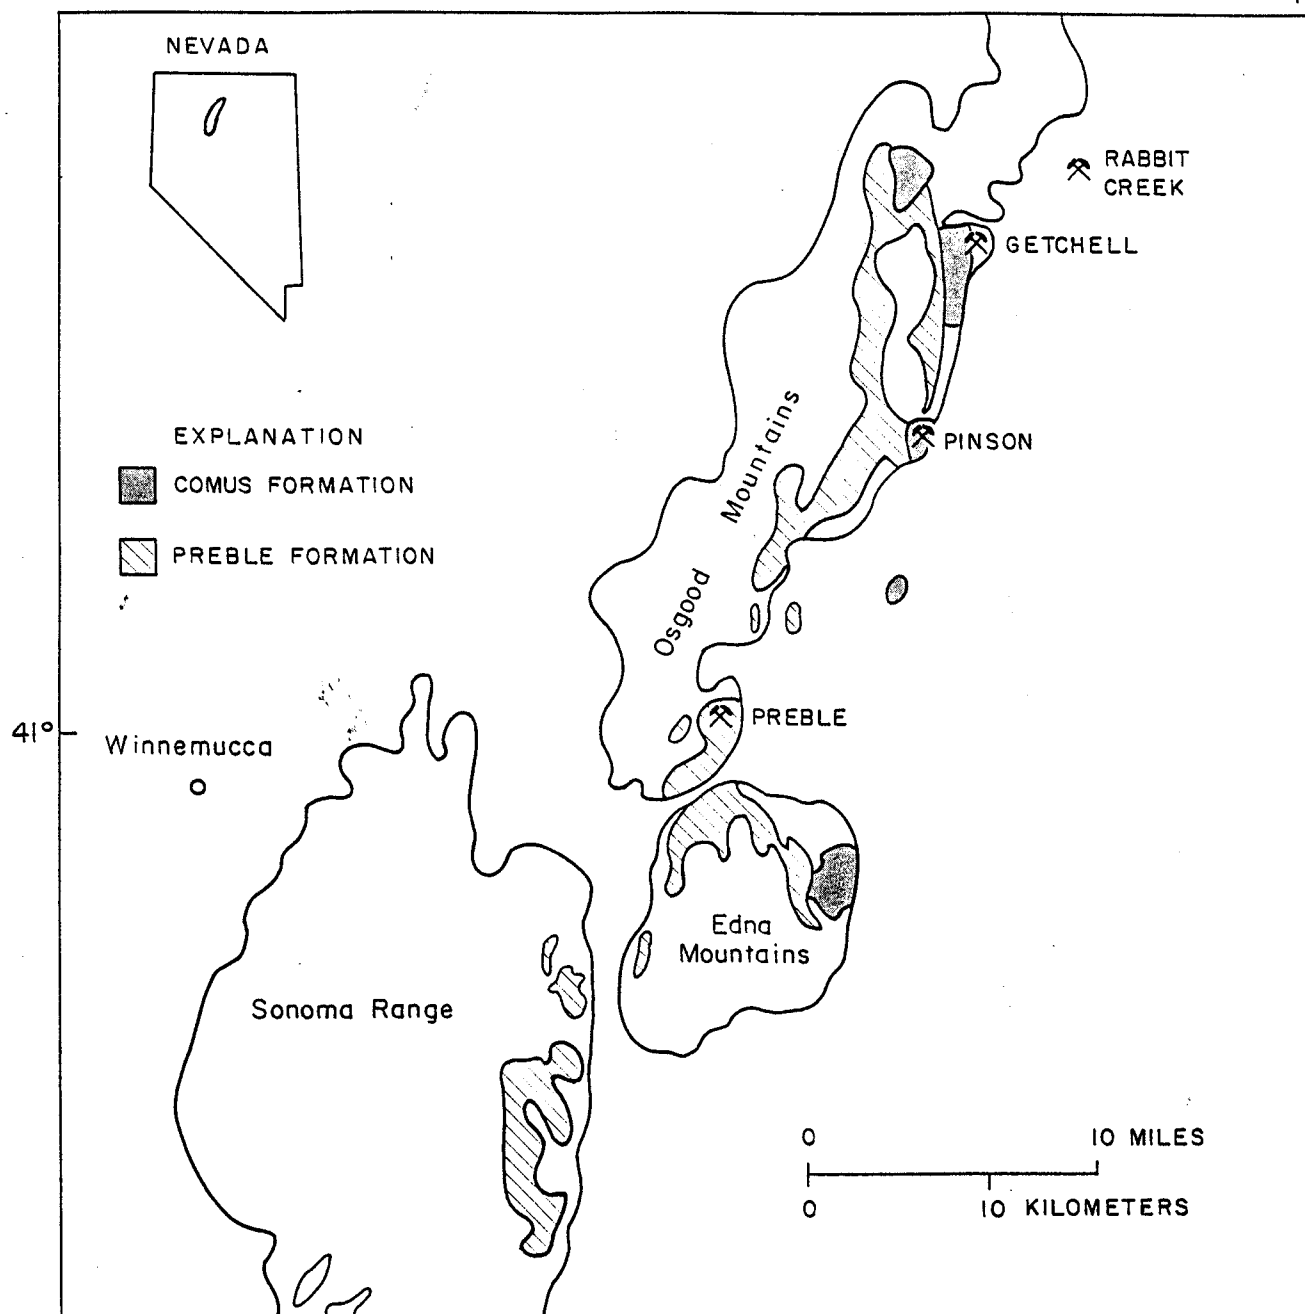 NEVADA
RABBIT
CREEK
GETCHELL
EXPLANATION
COMUS FORMATION
PREBLE FORMATION
PINSON
Osgood Mountains
PREBLE
41°
Winnemucca
Edna
Mountains
Sonoma Range
0 10 MILES
0 10 KILOMETERS